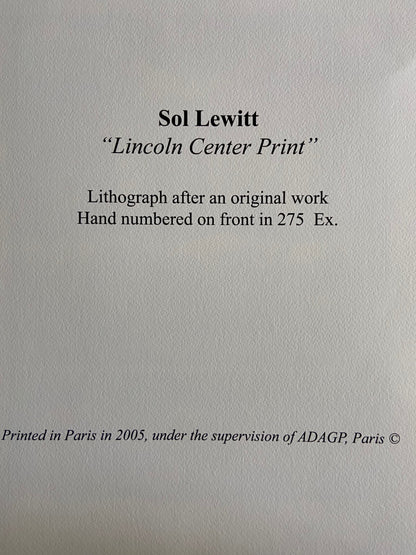 Sol Lewitt
“Lincoln Center Print”
Lithograph after an original work
Hand numbered on front in 275 Ex.
Printed in Paris in 2005, under the supervision of ADAGP, Paris ©